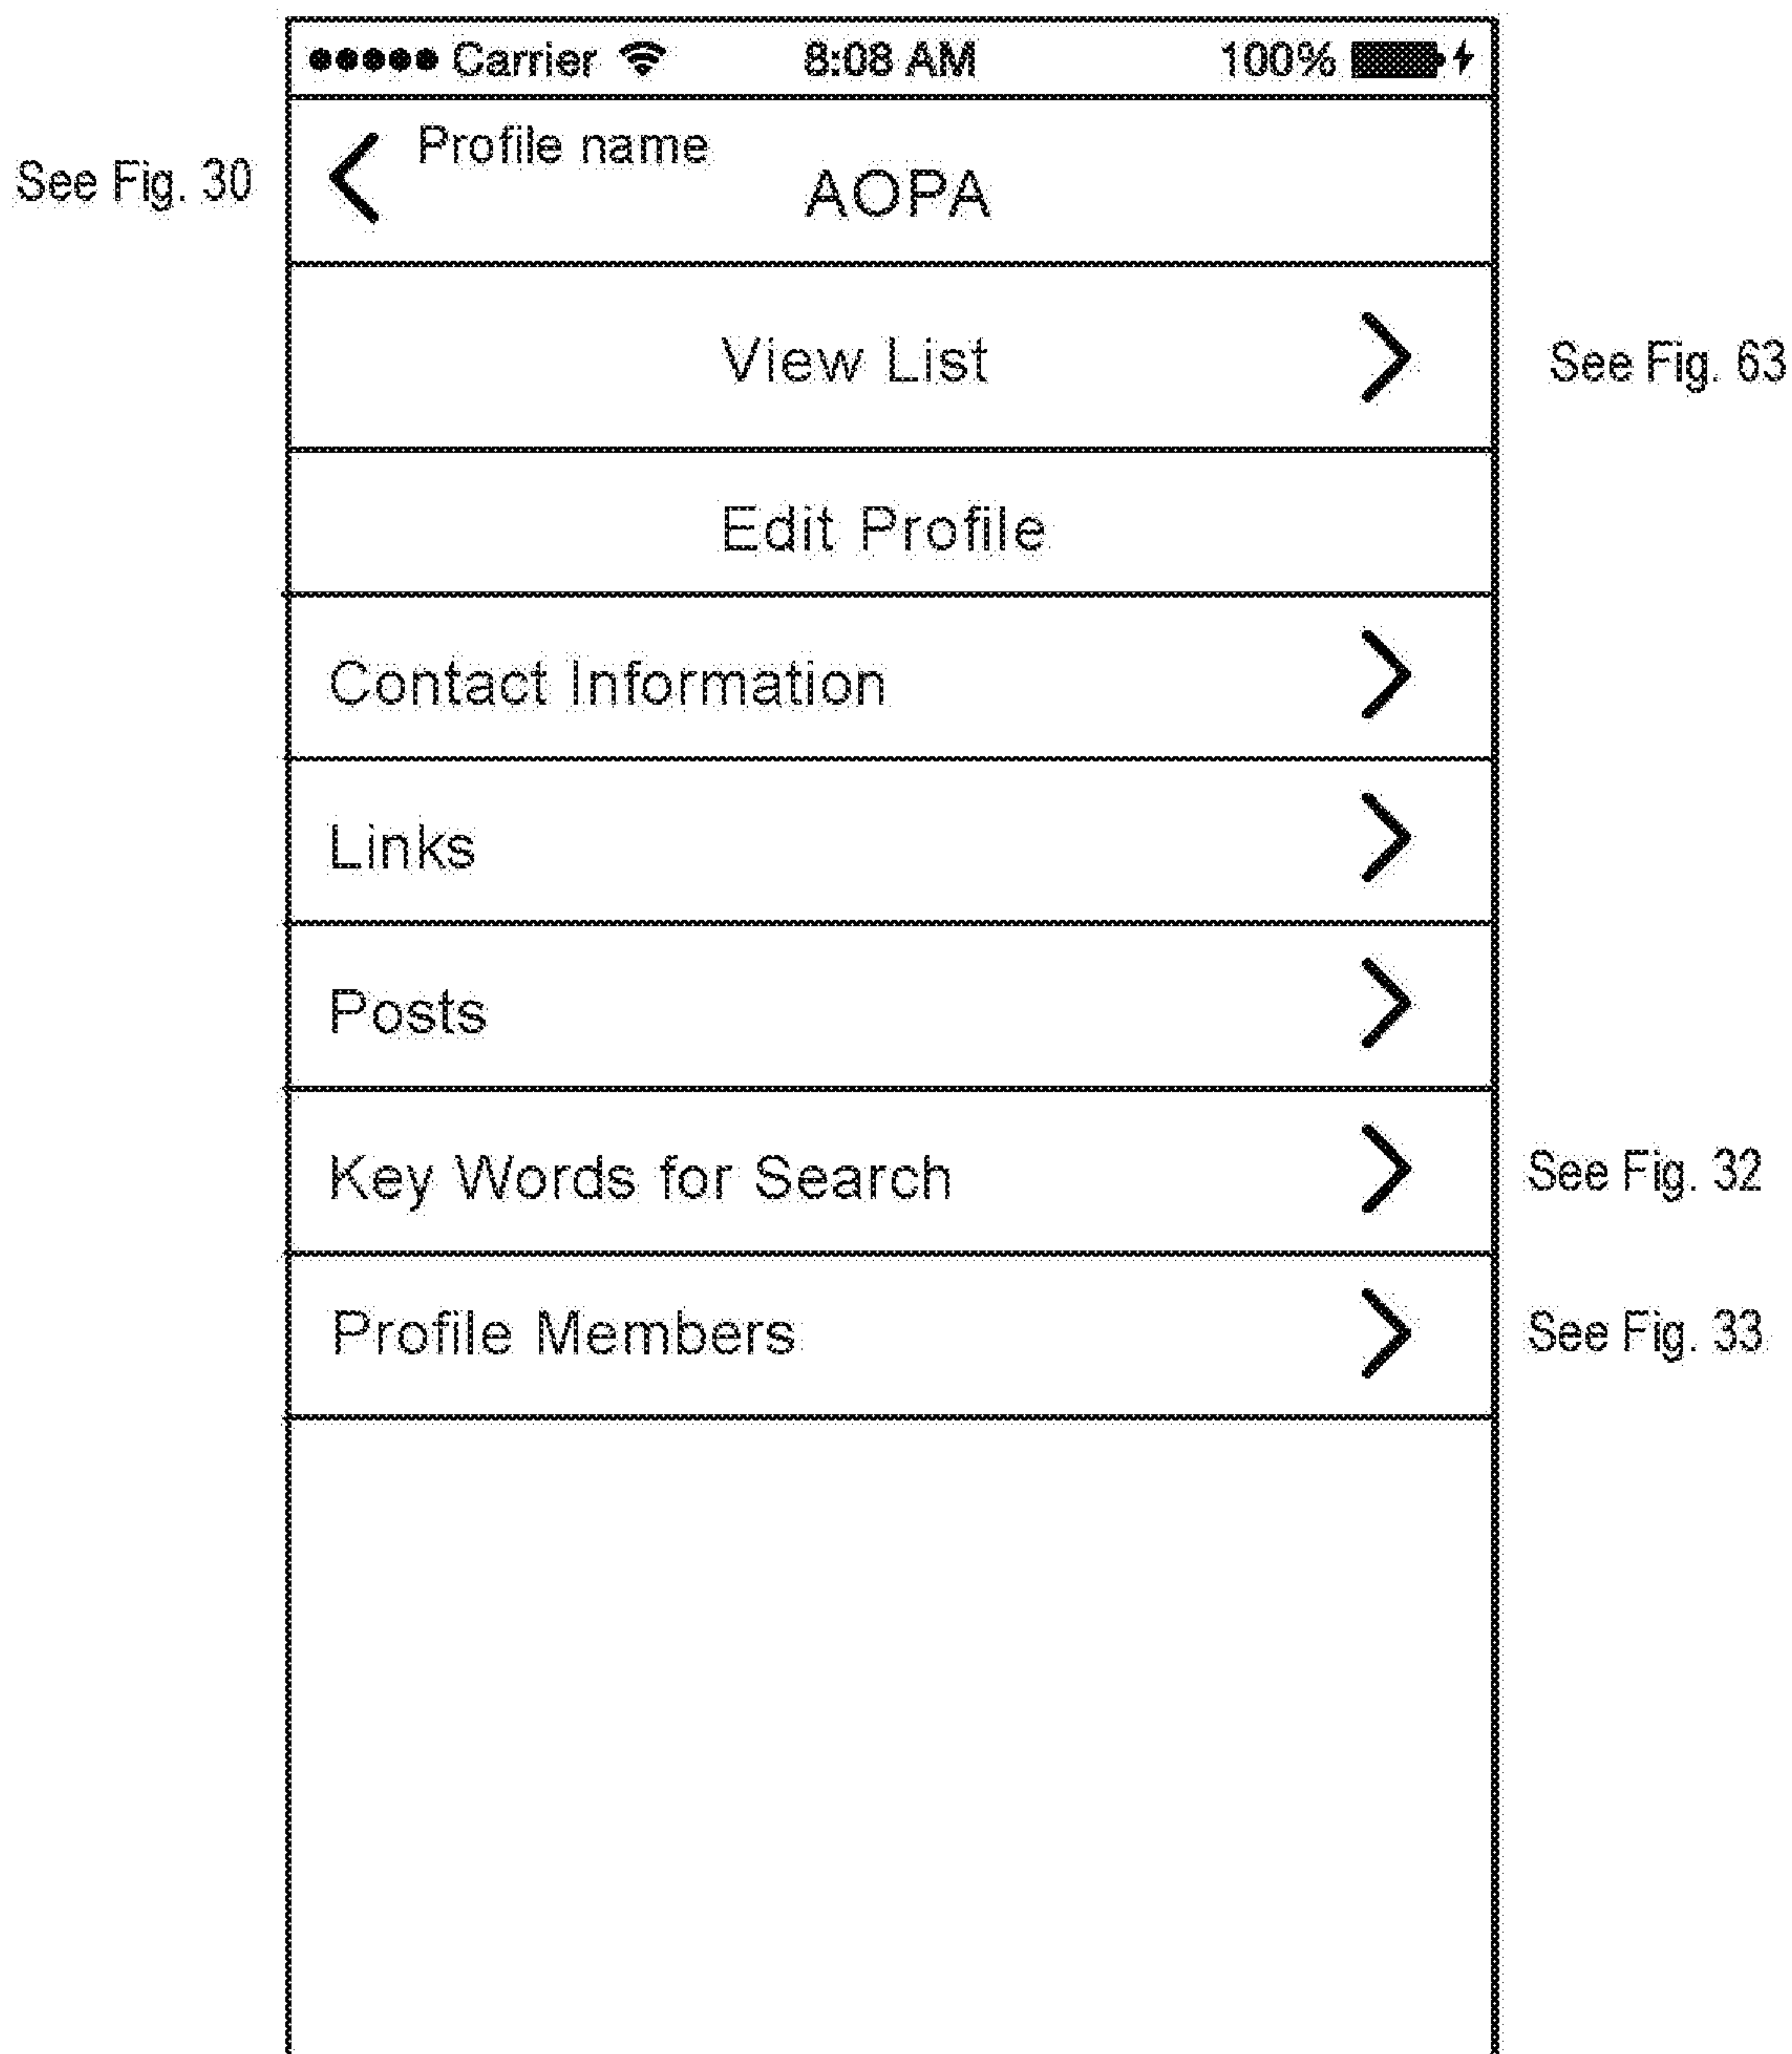 Carrier 8:08 AM 100%
Profile name
See Fig. 30 AOPA
View List See Fig. 63
Edit Profile
Contact Information
Links
Posts
Key Words for Search See Fig. 32
Profile Members See Fig. 33